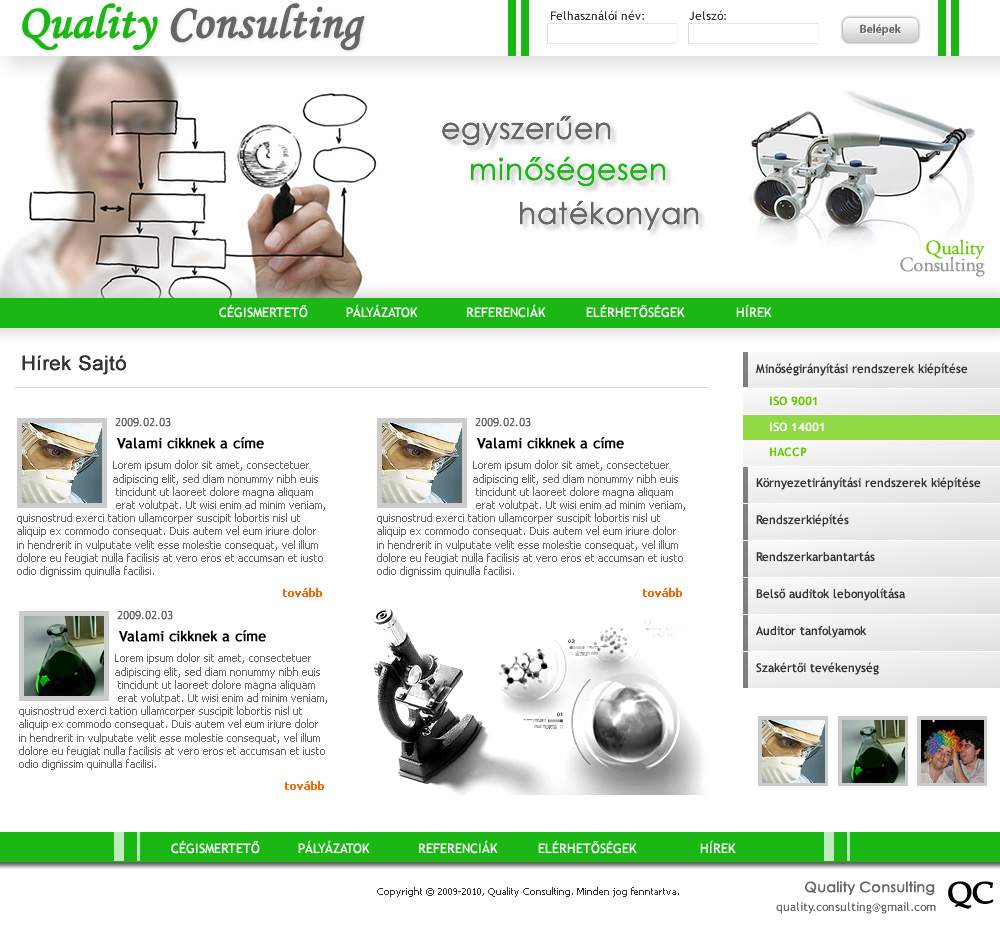 Quality Consulting
Felhasználói név:
Jelszó:
Belépek
egyszerűen
minőségesen
hatékonyan
Quality
Consulting
CÉGISMERTETŐ PÁLYÁZATOK REFERENCIÁK ELÉRHETŐSÉGEK HÍREK
Hírek Sajtó
2009.02.03
Valami cikknek a címe
Lorem ipsum dolor sit amet, consectetuer
adipiscing elit, sed diam nonummy nibh euis
tincidunt ut laoreet dolore magna aliquam
erat volutpat. Ut wisi enim ad minim veniam,
quisnostrud exerci tation ullamcorper suscipit lobortis nisl ut
aliquip ex commodo consequat. Duis autem vel eum iriure dolor
in hendrerit in vulputate velit esse molestie consequat, vel illum
dolore eu feugiat nulla facilisis at vero eros et accumsan et iusto
odio dignissim quinulla facilisi.
tovább
2009.02.03
Valami cikknek a címe
Lorem ipsum dolor sit amet, consectetuer
adipiscing elit, sed diam nonummy nibh euis
tincidunt ut laoreet dolore magna aliquam
erat volutpat. Ut wisi enim ad minim veniam,
quisnostrud exerci tation ullamcorper suscipit lobortis nisl ut
aliquip ex commodo consequat. Duis autem vel eum iriure dolor
in hendrerit in vulputate velit esse molestie consequat, vel illum
dolore eu feugiat nulla facilisis at vero eros et accumsan et iusto
odio dignissim quinulla facilisi.
tovább
2009.02.03
Valami cikknek a címe
Lorem ipsum dolor sit amet, consectetuer
adipiscing elit, sed diam nonummy nibh euis
tincidunt ut laoreet dolore magna aliquam
erat volutpat. Ut wisi enim ad minim veniam,
quisnostrud exerci tation ullamcorper suscipit lobortis nisl ut
aliquip ex commodo consequat. Duis autem vel eum iriure dolor
in hendrerit in vulputate velit esse molestie consequat, vel illum
dolore eu feugiat nulla facilisis at vero eros et accumsan et iusto
odio dignissim quinulla facilisi.
tovább
Minőségirányítási rendszerek kiépítése
ISO 9001
ISO 14001
HACCP
Környezetirányítási rendszerek kiépítése
Rendszerkiépítés
Rendszerkarbantartás
Belső auditok lebonyolítása
Auditor tanfolyamok
Szakértői tevékenység
CÉGISMERTETŐ PÁLYÁZATOK REFERENCIÁK ELÉRHETŐSÉGEK HÍREK
Copyright © 2009-2010, Quality Consulting. Minden jog fenntartva.
Quality Consulting
quality.consulting@gmail.com
QC